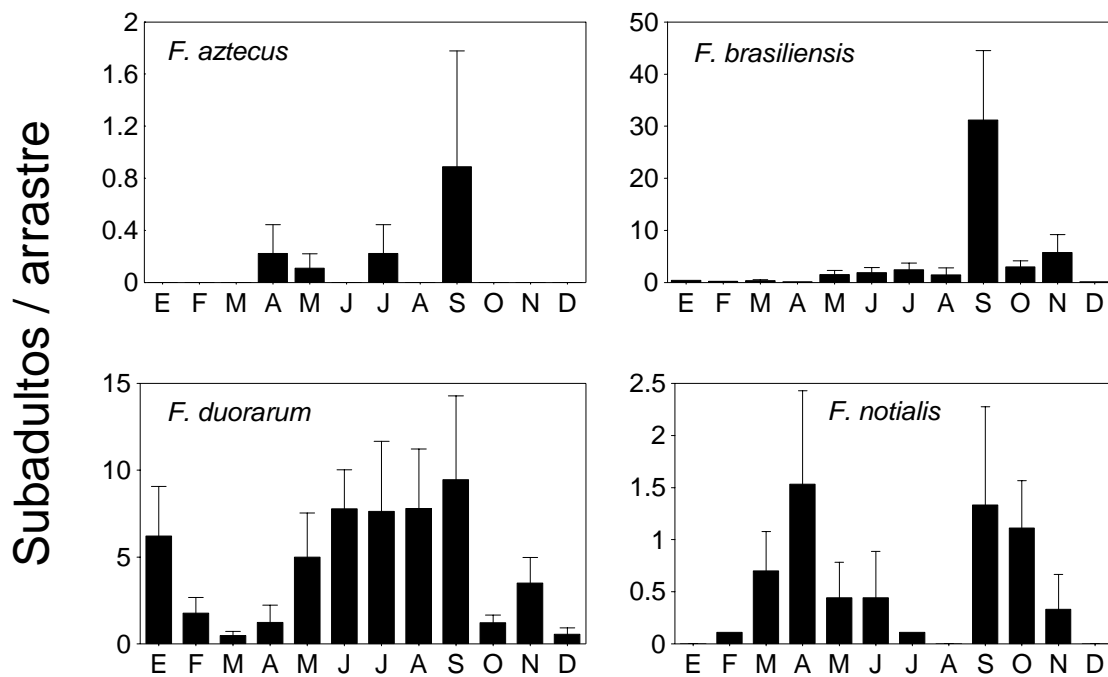 Subadultos / arrastre
F. aztecus
2
1.6
1.2
0.8
0.4
0
E F M A M J J A S O N D
F. brasiliensis
50
40
30
20
10
0
E F M A M J J A S O N D
F. duorarum
15
10
5
0
E F M A M J J A S O N D
F. notialis
2.5
2
1.5
1
0.5
0
E F M A M J J A S O N D